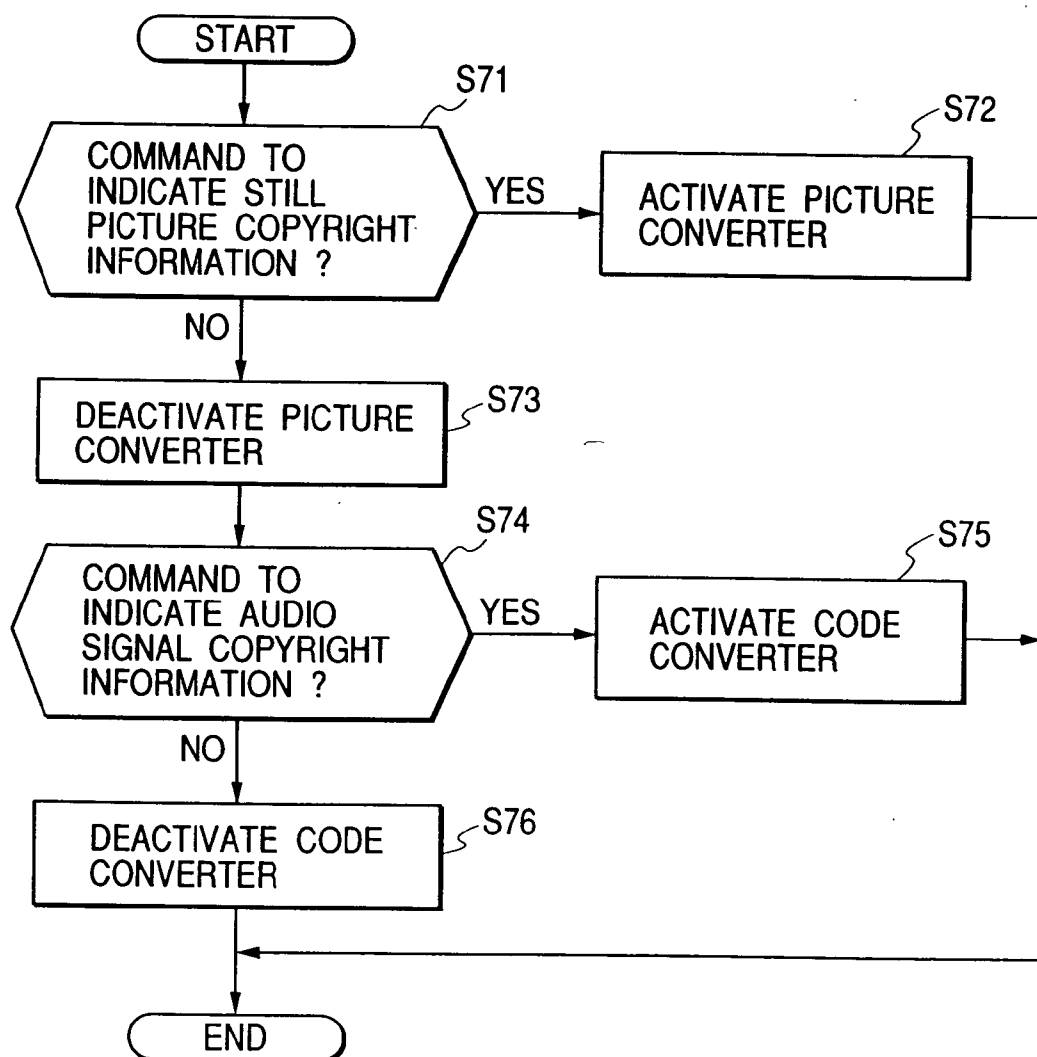 START
S71
COMMAND TO
INDICATE STILL
PICTURE COPYRIGHT
INFORMATION ?
YES
S72
ACTIVATE PICTURE
CONVERTER
NO
S73
DEACTIVATE PICTURE
CONVERTER
S74
COMMAND TO
INDICATE AUDIO
SIGNAL COPYRIGHT
INFORMATION ?
YES
S75
ACTIVATE CODE
CONVERTER
NO
S76
DEACTIVATE CODE
CONVERTER
END